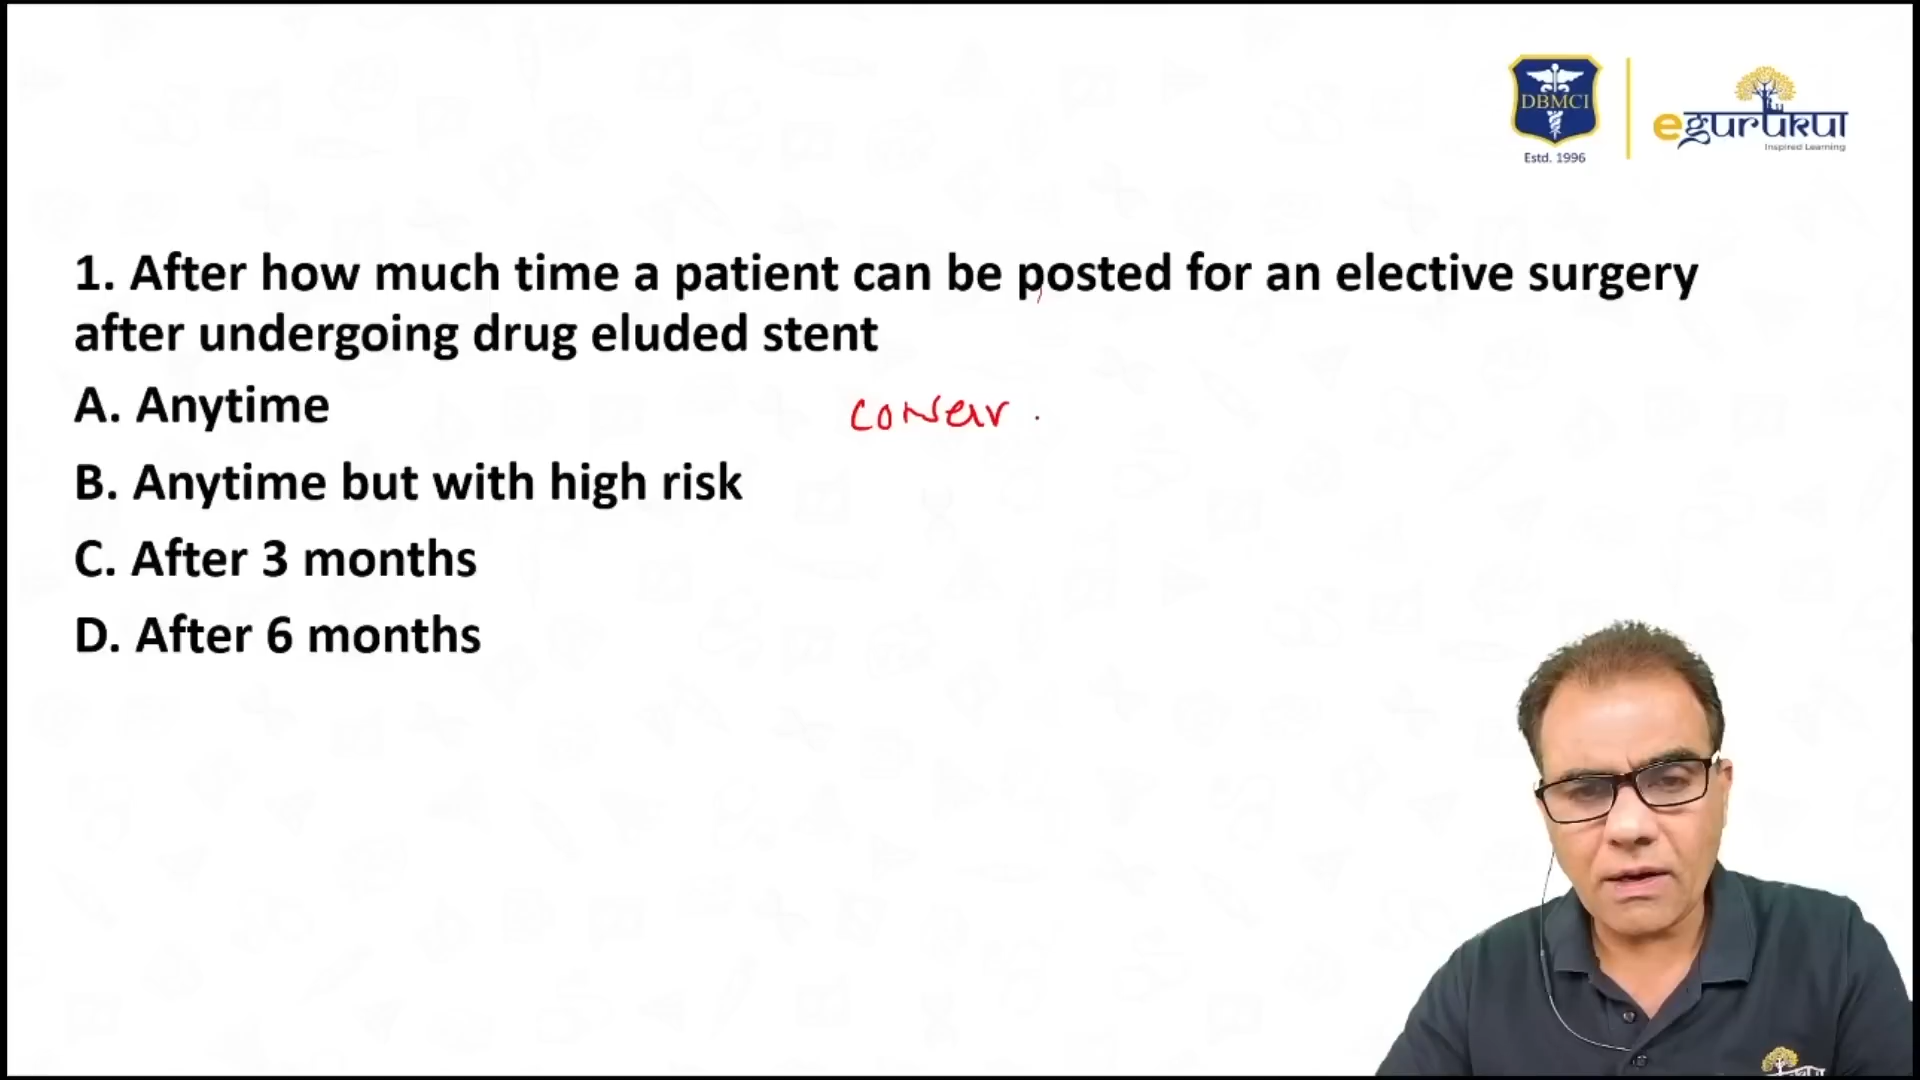 DBMCI
Estd. 1996
egurukul
Inspired Learning
1. After how much time a patient can be posted for an elective surgery
after undergoing drug eluded stent
A. Anytime
B. Anytime but with high risk
C. After 3 months
D. After 6 months